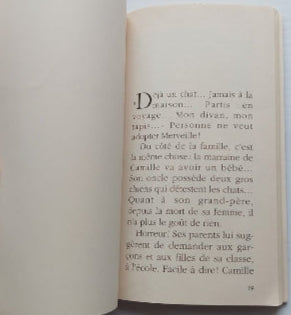 «Déjà un chat... Jamais à la
maison... Partis en
voyage... Mon divan, mon
tapis...» Personne ne veut
adopter Merveille!
Du côté de la famille, c'est
la même chose: la marraine de
Camille va avoir un bébé...
Son oncle possède deux gros
chiens qui détestent les chats...
Quant à son grand-père,
depuis la mort de sa femme, il
n'a plus le goût de rien.
Horreur! Ses parents lui sug-
gèrent de demander aux gar-
çons et aux filles de sa classe,
à l'école. Facile à dire! Camille
19